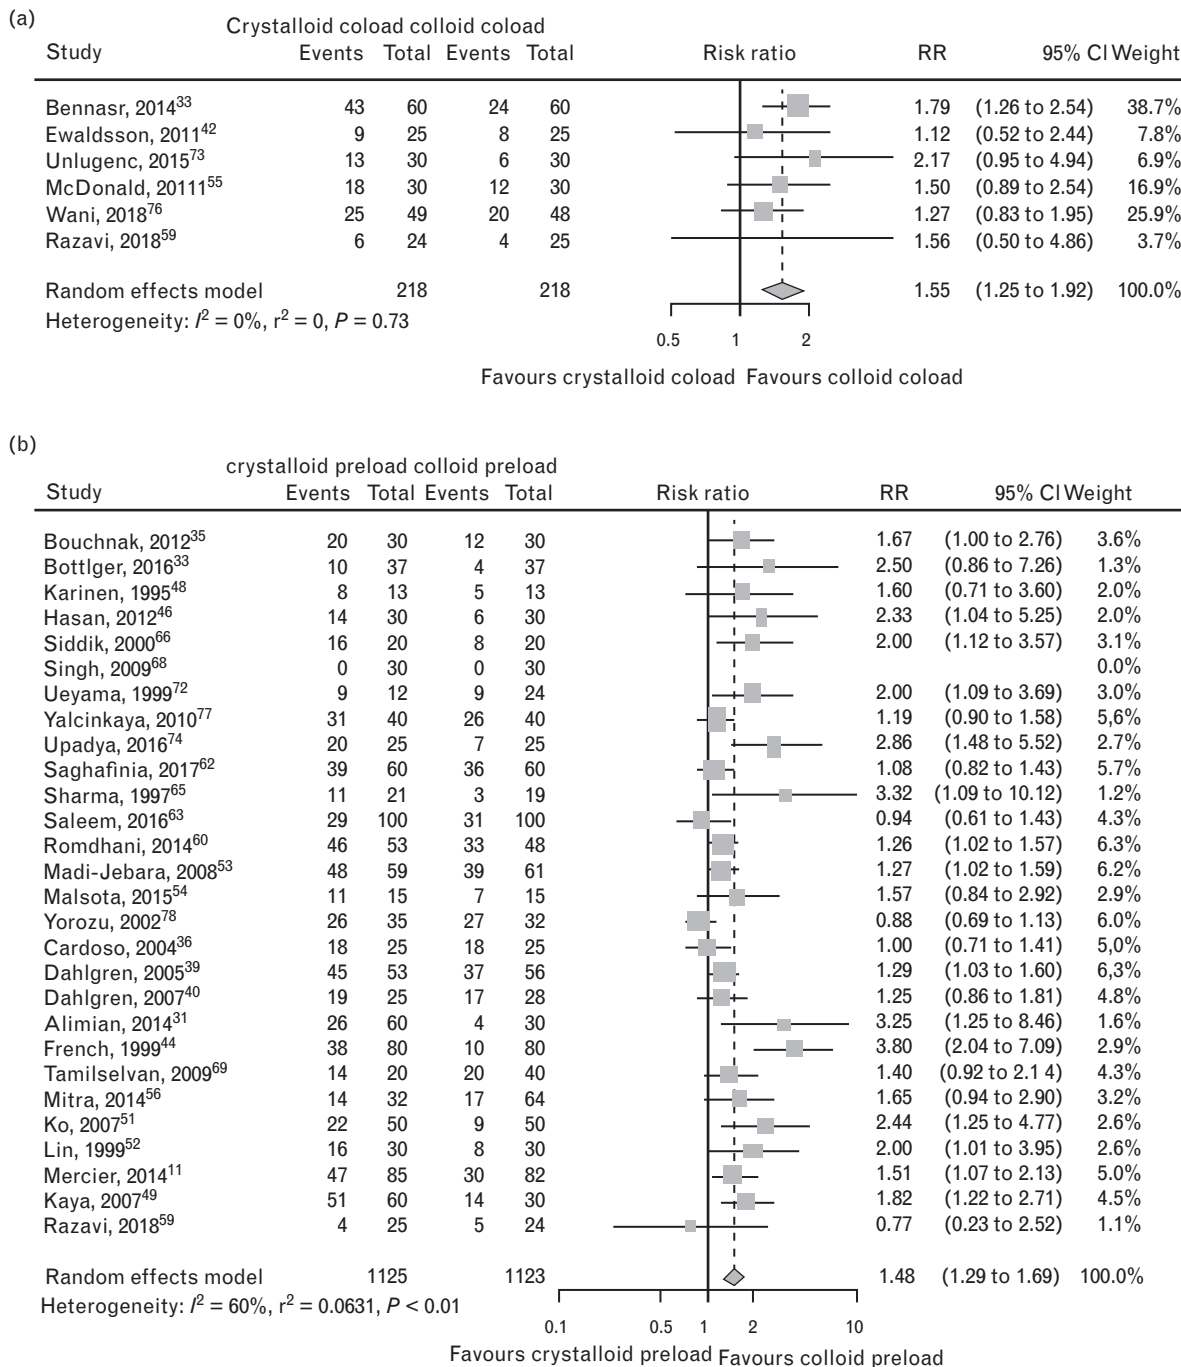 (a)
Crystalloid coload colloid coload
Study Events Total Events Total Risk ratio RR 95% CI Weight
Bennasr, 2014³³ 43 60 24 60 1.79 (1.26 to 2.54) 38.7%
Ewaldsson, 2011⁴² 9 25 8 25 1.12 (0.52 to 2.44) 7.8%
Unlugenc, 2015⁷³ 13 30 6 30 2.17 (0.95 to 4.94) 6.9%
McDonald, 20111⁵⁵ 18 30 12 30 1.50 (0.89 to 2.54) 16.9%
Wani, 2018⁷⁶ 25 49 20 48 1.27 (0.83 to 1.95) 25.9%
Razavi, 2018⁵⁹ 6 24 4 25 1.56 (0.50 to 4.86) 3.7%
Random effects model 218 218 1.55 (1.25 to 1.92) 100.0%
Heterogeneity: I² = 0%, r² = 0, P = 0.73
0.5 1 2
Favours crystalloid coload Favours colloid coload
(b)
crystalloid preload colloid preload
Study Events Total Events Total Risk ratio RR 95% CI Weight
Bouchnak, 2012³⁵ 20 30 12 30 1.67 (1.00 to 2.76) 3.6%
Bottlger, 2016³³ 10 37 4 37 2.50 (0.86 to 7.26) 1.3%
Karinen, 1995⁴⁸ 8 13 5 13 1.60 (0.71 to 3.60) 2.0%
Hasan, 2012⁴⁶ 14 30 6 30 2.33 (1.04 to 5.25) 2.0%
Siddik, 2000⁶⁶ 16 20 8 20 2.00 (1.12 to 3.57) 3.1%
Singh, 2009⁶⁸ 0 30 0 30 0.0%
Ueyama, 1999⁷² 9 12 9 24 2.00 (1.09 to 3.69) 3.0%
Yalcinkaya, 2010⁷⁷ 31 40 26 40 1.19 (0.90 to 1.58) 5,6%
Upadya, 2016⁷⁴ 20 25 7 25 2.86 (1.48 to 5.52) 2.7%
Saghafinia, 2017⁶² 39 60 36 60 1.08 (0.82 to 1.43) 5.7%
Sharma, 1997⁶⁵ 11 21 3 19 3.32 (1.09 to 10.12) 1.2%
Saleem, 2016⁶³ 29 100 31 100 0.94 (0.61 to 1.43) 4.3%
Romdhani, 2014⁶⁰ 46 53 33 48 1.26 (1.02 to 1.57) 6.3%
Madi-Jebara, 2008⁵³ 48 59 39 61 1.27 (1.02 to 1.59) 6.2%
Malsota, 2015⁵⁴ 11 15 7 15 1.57 (0.84 to 2.92) 2.9%
Yorozu, 2002⁷⁸ 26 35 27 32 0.88 (0.69 to 1.13) 6.0%
Cardoso, 2004³⁶ 18 25 18 25 1.00 (0.71 to 1.41) 5,0%
Dahlgren, 2005³⁹ 45 53 37 56 1.29 (1.03 to 1.60) 6,3%
Dahlgren, 2007⁴⁰ 19 25 17 28 1.25 (0.86 to 1.81) 4.8%
Alimian, 2014³¹ 26 60 4 30 3.25 (1.25 to 8.46) 1.6%
French, 1999⁴⁴ 38 80 10 80 3.80 (2.04 to 7.09) 2.9%
Tamilselvan, 2009⁶⁹ 14 20 20 40 1.40 (0.92 to 2.1 4) 4.3%
Mitra, 2014⁵⁶ 14 32 17 64 1.65 (0.94 to 2.90) 3.2%
Ko, 2007⁵¹ 22 50 9 50 2.44 (1.25 to 4.77) 2.6%
Lin, 1999⁵² 16 30 8 30 2.00 (1.01 to 3.95) 2.6%
Mercier, 2014¹¹ 47 85 30 82 1.51 (1.07 to 2.13) 5.0%
Kaya, 2007⁴⁹ 51 60 14 30 1.82 (1.22 to 2.71) 4.5%
Razavi, 2018⁵⁹ 4 25 5 24 0.77 (0.23 to 2.52) 1.1%
Random effects model 1125 1123 1.48 (1.29 to 1.69) 100.0%
Heterogeneity: I² = 60%, r² = 0.0631, P < 0.01
0.1 0.5 1 2 10
Favours crystalloid preload Favours colloid preload